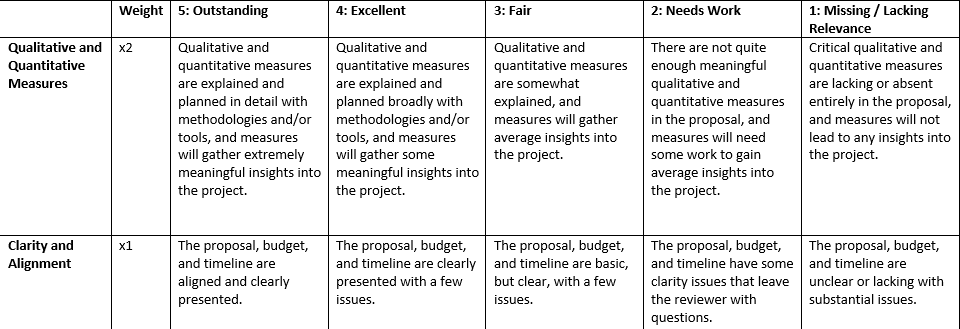 Weight
5: Outstanding
4: Excellent
3: Fair
2: Needs Work
1: Missing / Lacking
Relevance
Qualitative and
Quantitative
Measures
x2
Qualitative and
quantitative measures
are explained and
planned in detail with
methodologies and/or
tools, and measures
will gather extremely
meaningful insights into
the project.
Qualitative and
quantitative measures
are explained and
planned broadly with
methodologies and/or
tools, and measures
will gather some
meaningful insights into
the project.
Qualitative and
quantitative measures
are somewhat
explained, and
measures will gather
average insights into
the project.
There are not quite
enough meaningful
qualitative and
quantitative measures
in the proposal, and
measures will need
some work to gain
average insights into
the project.
Critical qualitative and
quantitative measures
are lacking or absent
entirely in the proposal,
and measures will not
lead to any insights into
the project.
Clarity and
Alignment
x1
The proposal, budget,
and timeline are
aligned and clearly
presented.
The proposal, budget,
and timeline are clearly
presented with a few
issues.
The proposal, budget,
and timeline are basic,
but clear, with a few
issues.
The proposal, budget,
and timeline have some
clarity issues that leave
the reviewer with
questions.
The proposal, budget,
and timeline are
unclear or lacking with
substantial issues.